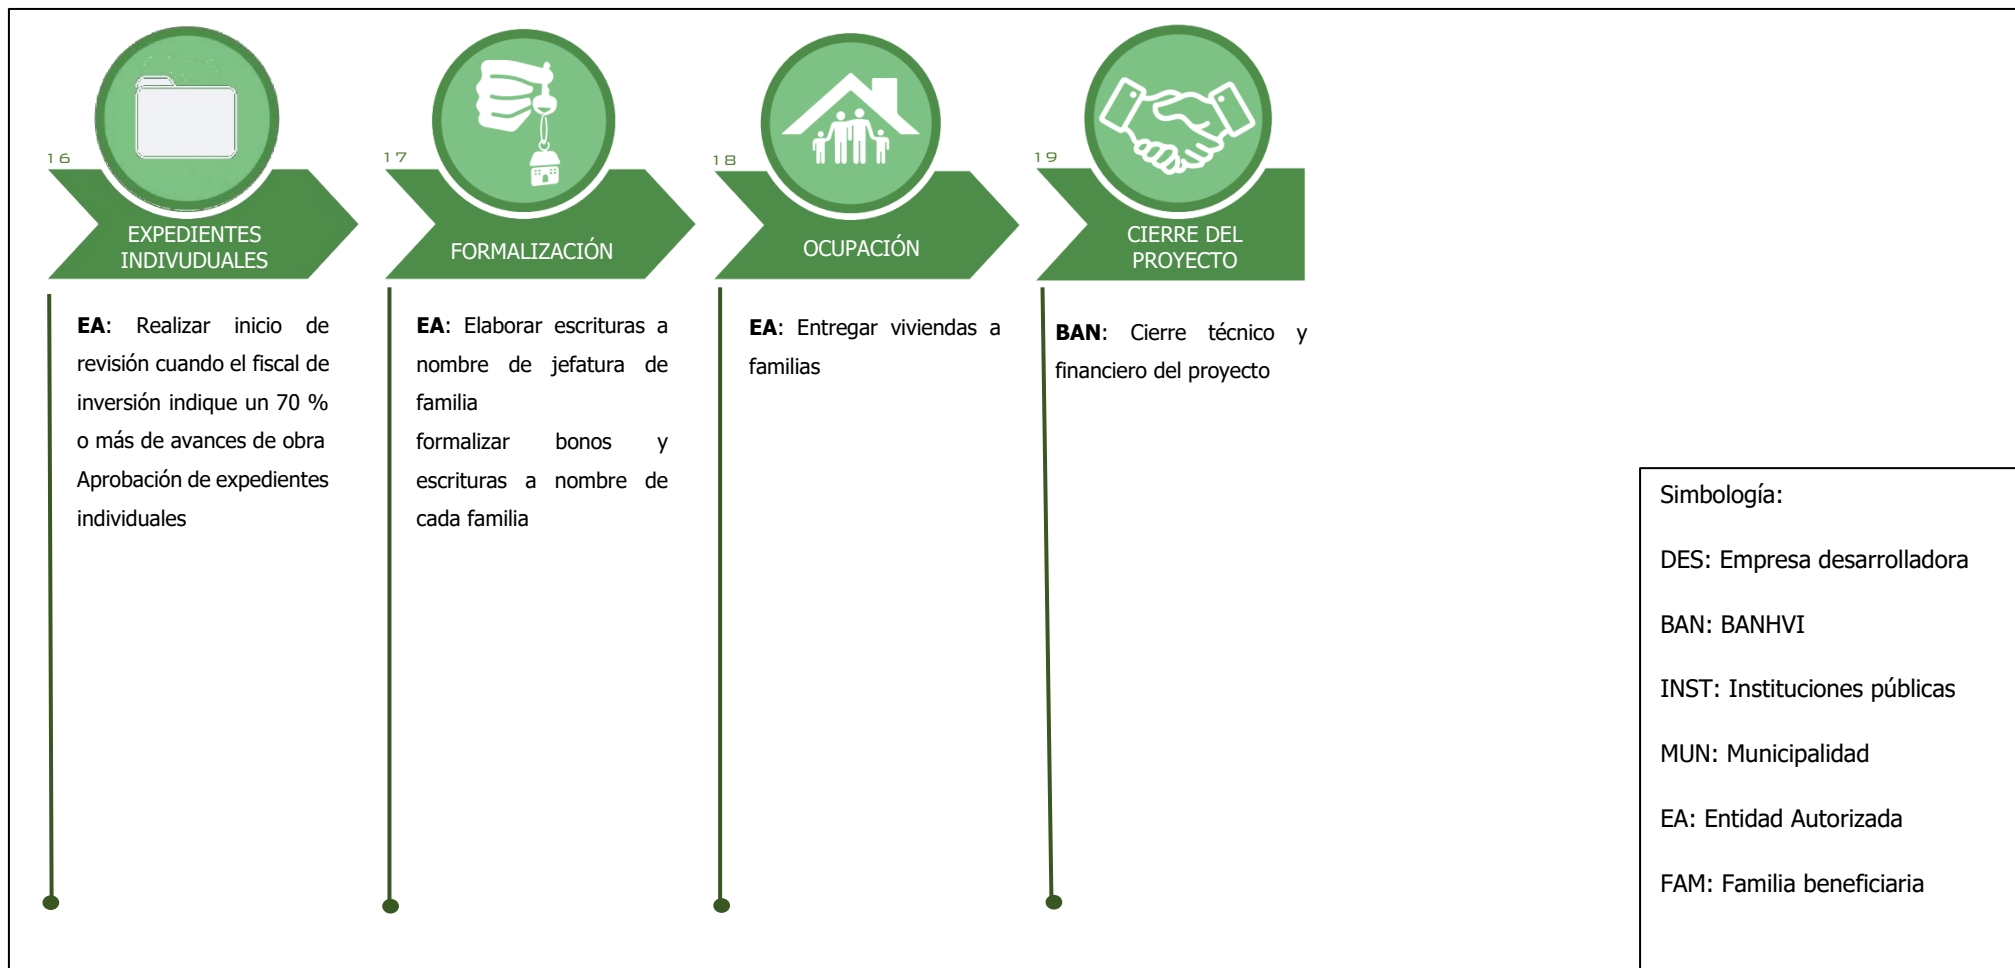 16
EXPEDIENTES
INDIVUDUALES
EA: Realizar inicio de
revisión cuando el fiscal de
inversión indique un 70 %
o más de avances de obra
Aprobación de expedientes
individuales
17
FORMALIZACIÓN
EA: Elaborar escrituras a
nombre de jefatura de
familia
formalizar bonos y
escrituras a nombre de
cada familia
18
OCUPACIÓN
EA: Entregar viviendas a
familias
19
CIERRE DEL
PROYECTO
BAN: Cierre técnico y
financiero del proyecto
Simbología:
DES: Empresa desarrolladora
BAN: BANHVI
INST: Instituciones públicas
MUN: Municipalidad
EA: Entidad Autorizada
FAM: Familia beneficiaria